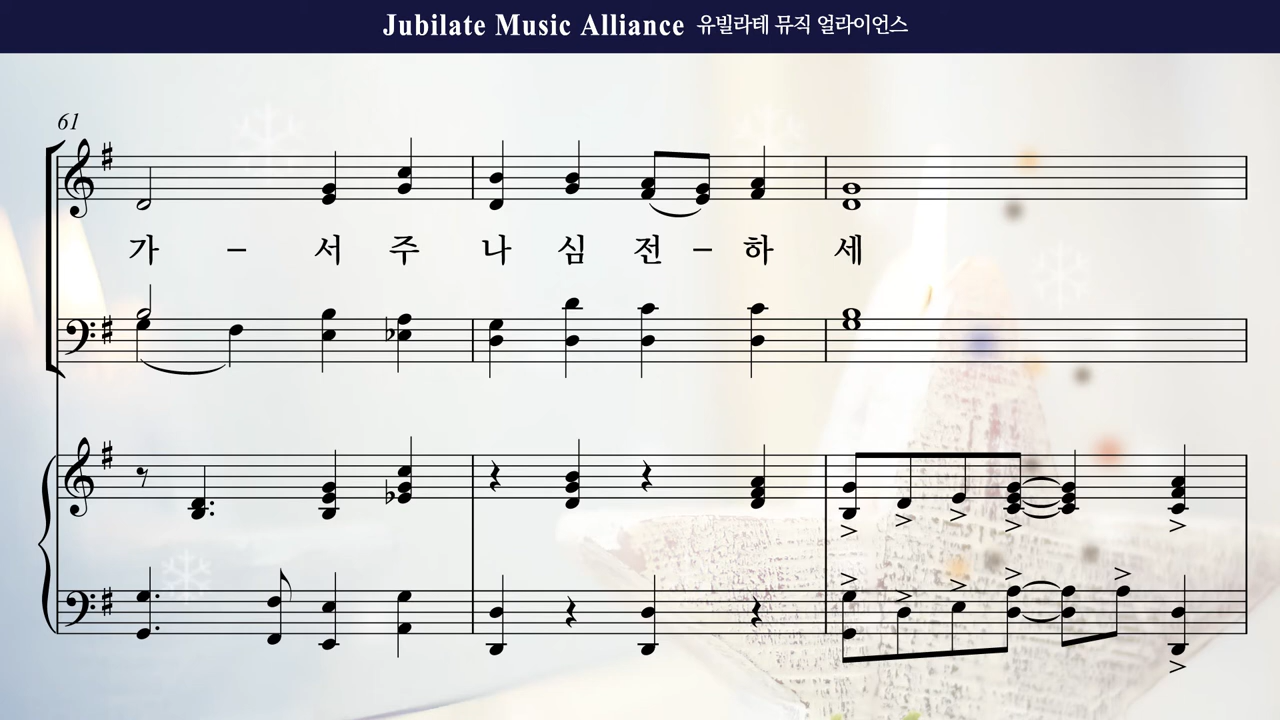 Jubilate Music Alliance 유빌라테 뮤직 얼라이언스
61
가 – 서 주 나 심 전 – 하 세